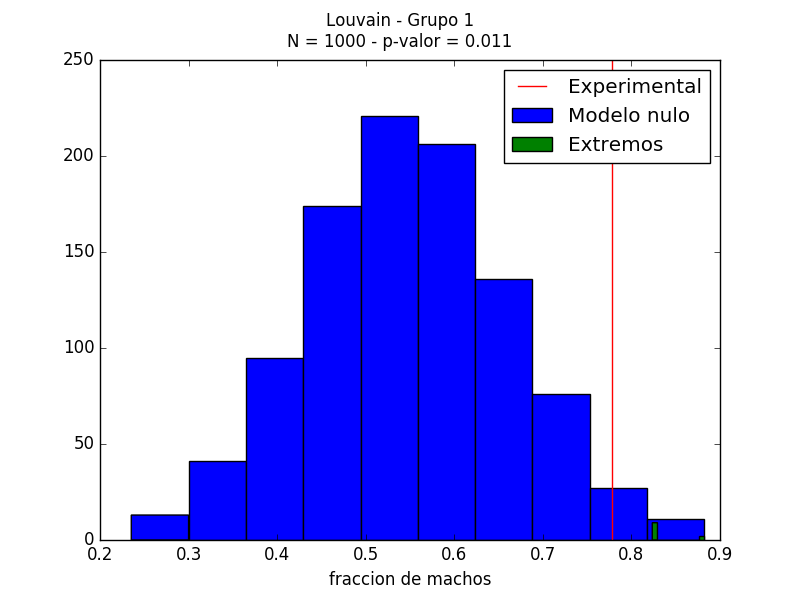 Louvain - Grupo 1
N = 1000 - p-valor = 0.011
250
200
150
100
50
0
Experimental
Modelo nulo
Extremos
0.2 0.3 0.4 0.5 0.6 0.7 0.8 0.9
fraccion de machos